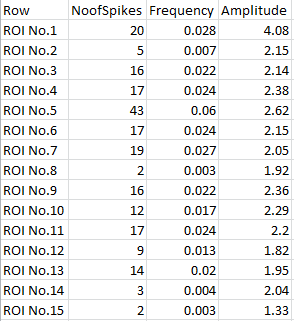 Row NoofSpikes Frequency Amplitude
ROI No.1 20 0.028 4.08
ROI No.2 5 0.007 2.15
ROI No.3 16 0.022 2.14
ROI No.4 17 0.024 2.38
ROI No.5 43 0.06 2.62
ROI No.6 17 0.024 2.15
ROI No.7 19 0.027 2.05
ROI No.8 2 0.003 1.92
ROI No.9 16 0.022 2.36
ROI No.10 12 0.017 2.29
ROI No.11 17 0.024 2.2
ROI No.12 9 0.013 1.82
ROI No.13 14 0.02 1.95
ROI No.14 3 0.004 2.04
ROI No.15 2 0.003 1.33